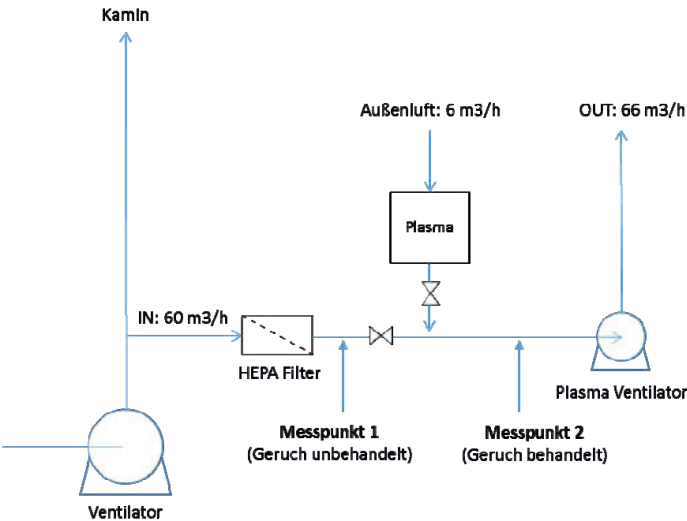 Kamin
Außenluft: 6 m3/h
OUT: 66 m3/h
Plasma
IN: 60 m3/h
HEPA Filter
Plasma Ventilator
Messpunkt 1
(Geruch unbehandelt)
Messpunkt 2
(Geruch behandelt)
Ventilator